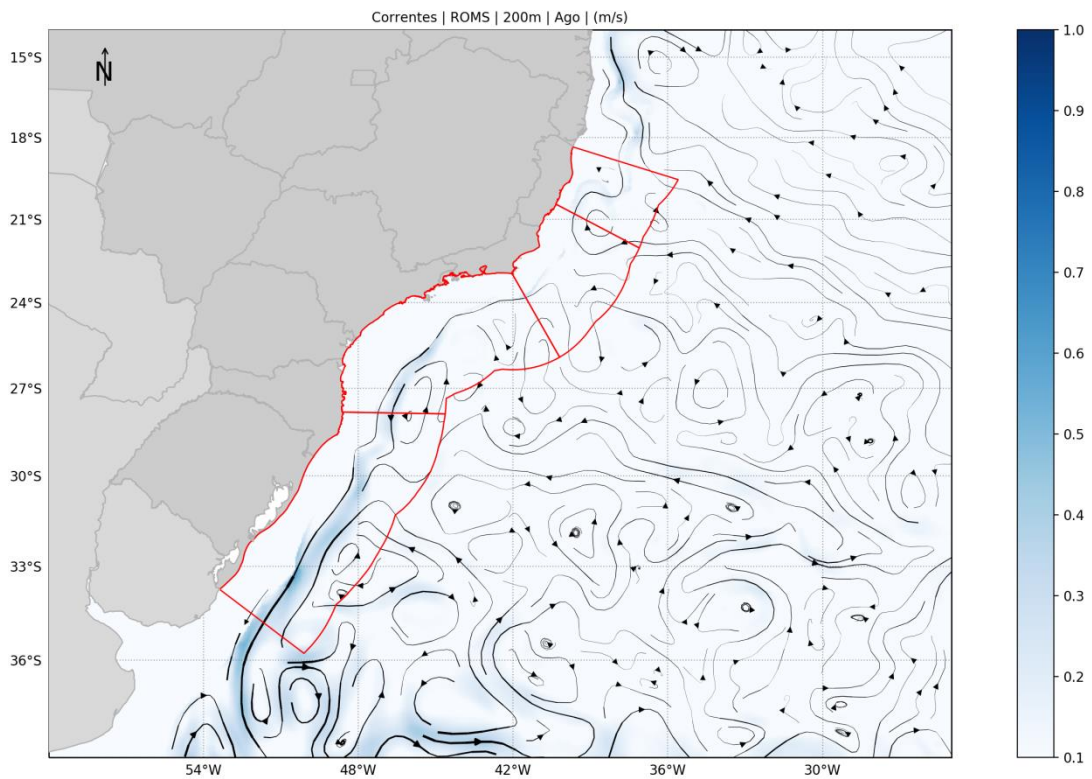 Correntes | ROMS | 200m | Ago | (m/s)
N
15°S
18°S
21°S
24°S
27°S
30°S
33°S
36°S
54°W
48°W
42°W
36°W
30°W
1.0
0.9
0.8
0.7
0.6
0.5
0.4
0.3
0.2
0.1